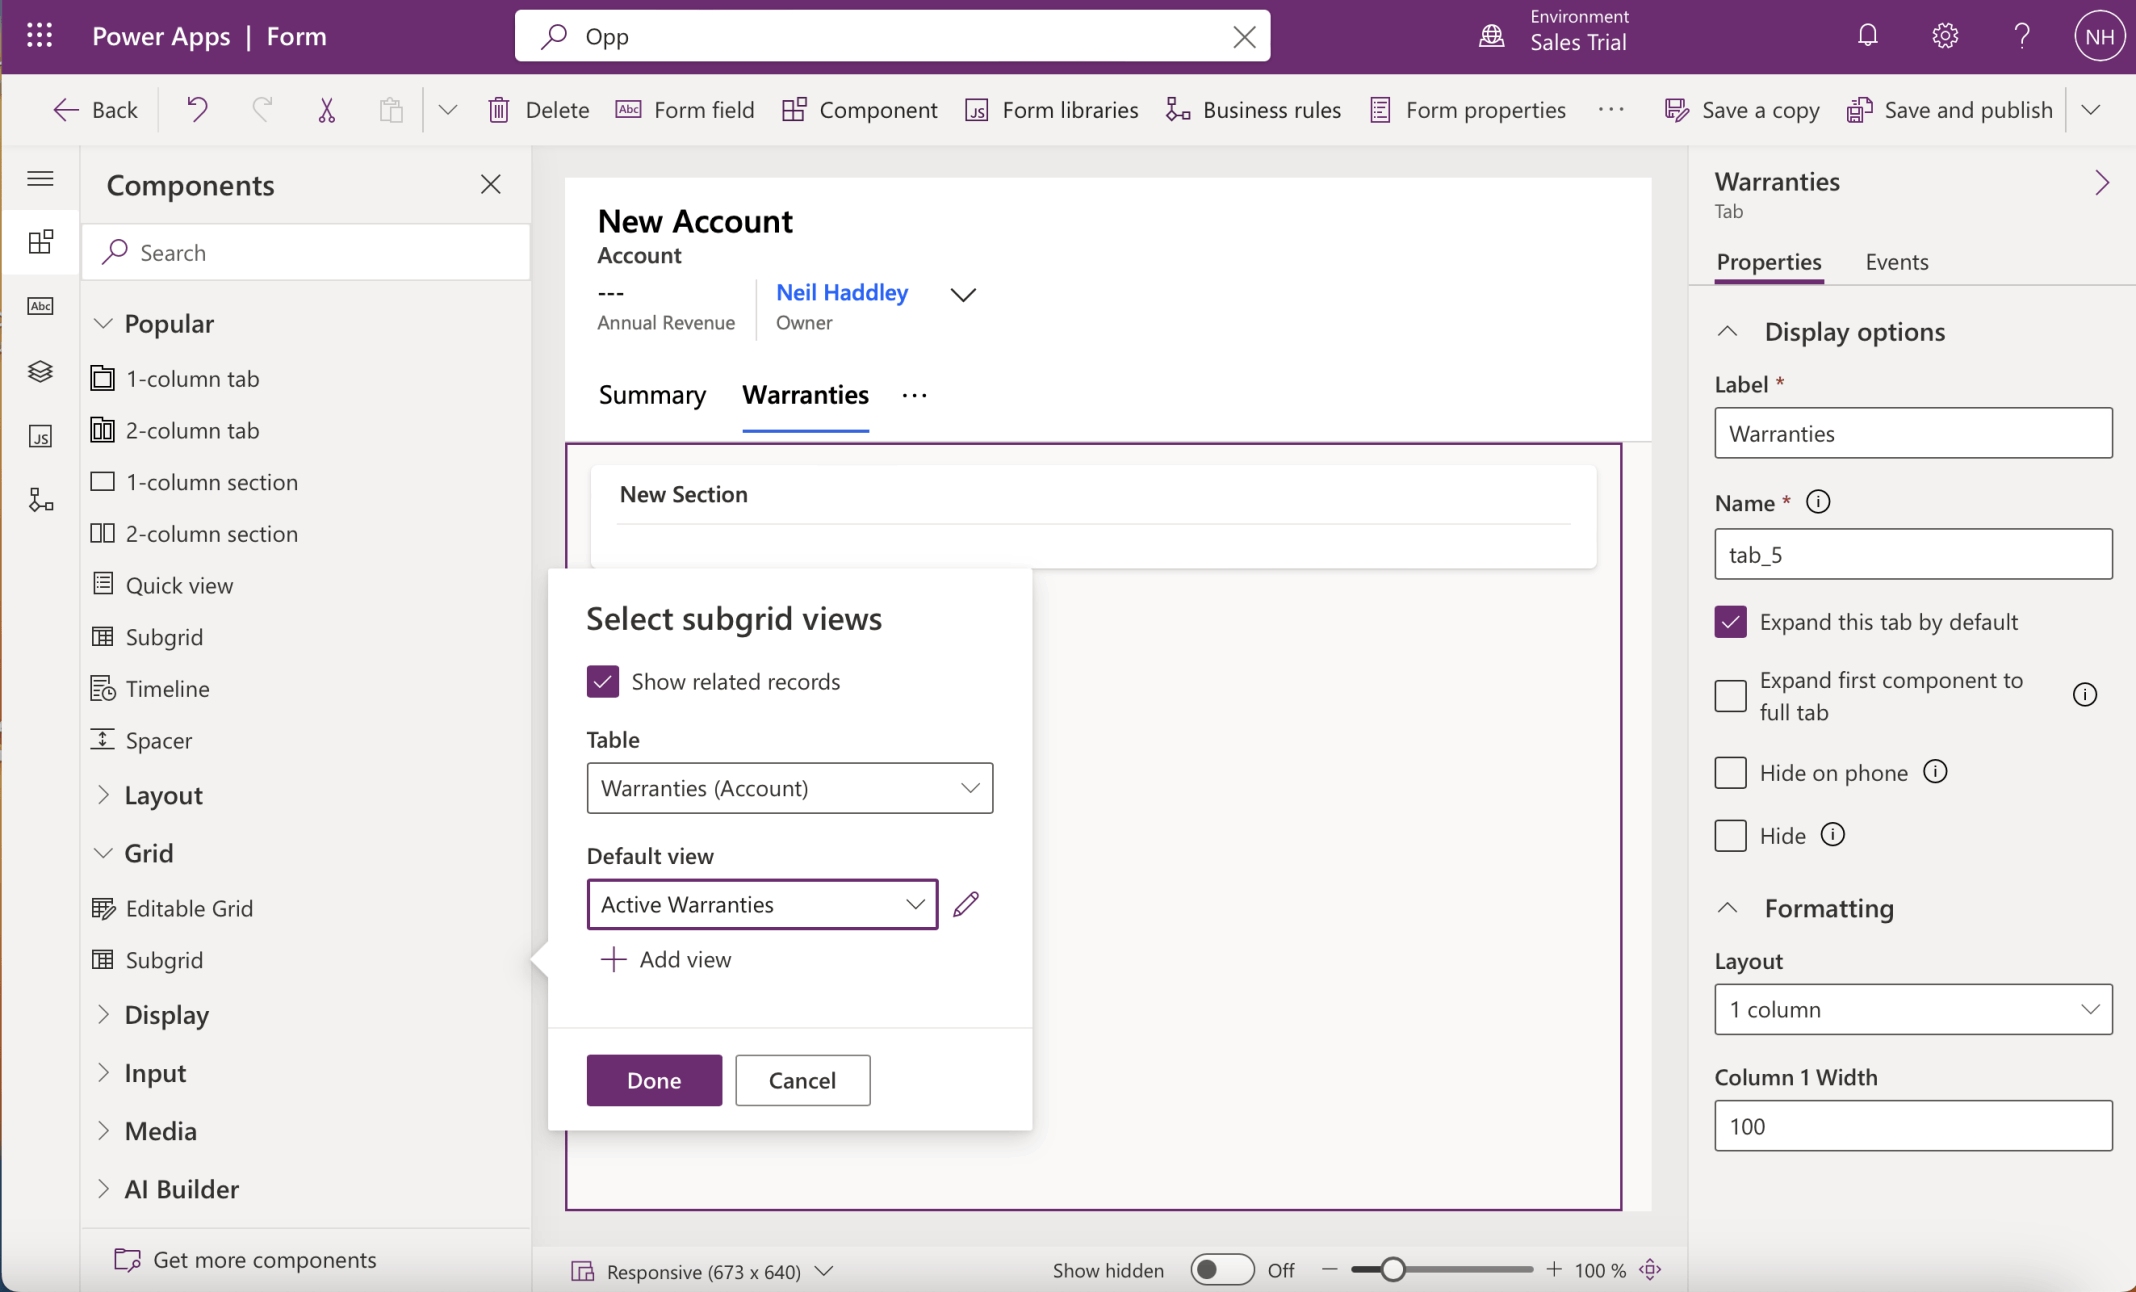 Power Apps | Form
Opp
Environment
Sales Trial
NH
Back
Delete
Abc
Form field
Component
JS
Form libraries
Business rules
Form properties
...
Save a copy
Save and publish
Components
Search
Abc
JS
Popular
1-column tab
2-column tab
1-column section
2-column section
Quick view
Subgrid
Timeline
Spacer
Layout
Grid
Editable Grid
Subgrid
Display
Input
Media
AI Builder
Get more components
New Account
Account
---
Annual Revenue
Neil Haddley
Owner
Summary
Warranties
...
New Section
Select subgrid views
Show related records
Table
Warranties (Account)
Default view
Active Warranties
Add view
Done
Cancel
Responsive (673 x 640)
Show hidden
Off
100 %
Warranties
Tab
Properties
Events
Display options
Label *
Warranties
Name *
tab_5
Expand this tab by default
Expand first component to
full tab
Hide on phone
Hide
Formatting
Layout
1 column
Column 1 Width
100